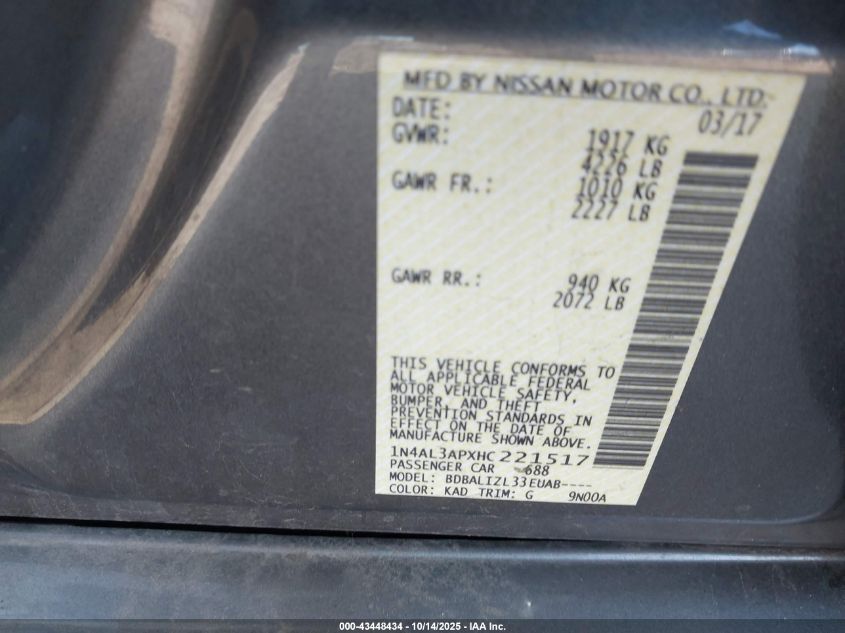 MFD BY NISSAN MOTOR CO., LTD.
DATE: 03/17
GVWR: 1917 KG
4226 LB
GAWR FR.: 1010 KG
2227 LB
GAWR RR.: 940 KG
2072 LB
THIS VEHICLE CONFORMS TO
ALL APPLICABLE FEDERAL
MOTOR VEHICLE SAFETY,
BUMPER, AND THEFT
PREVENTION STANDARDS IN
EFFECT ON THE DATE OF
MANUFACTURE SHOWN ABOVE.
1N4AL3APXHC221517
PASSENGER CAR 688
MODEL: BDBALIZL33EUAB----
COLOR: KAD TRIM: G 9N00A
000-43448434 - 10/14/2025 - IAA Inc.